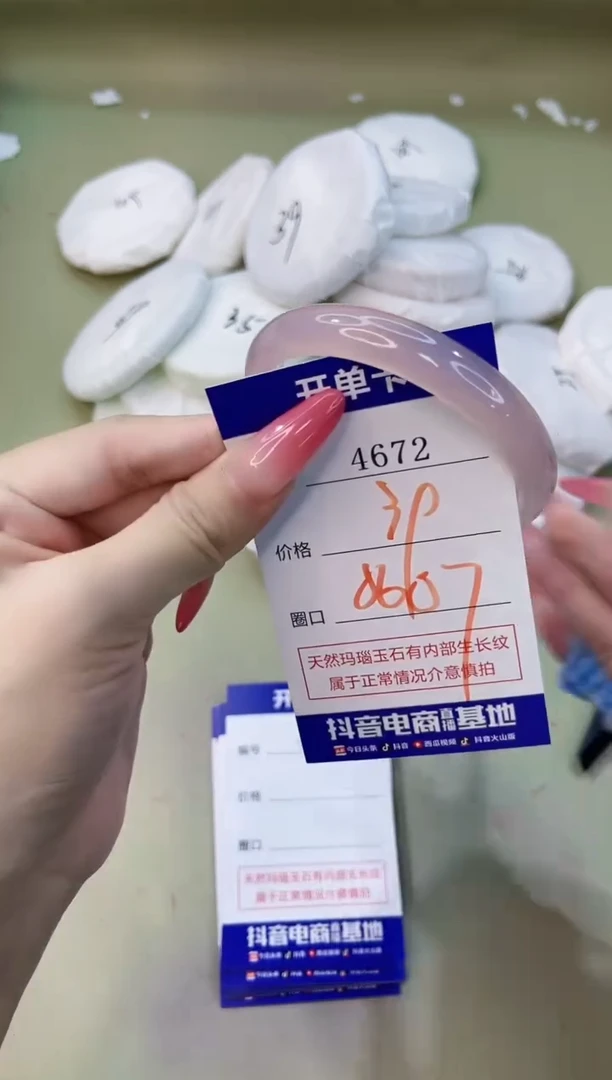 39
35
开单卡
4672
价格 30
圈口
天然玛瑙玉石有内部生长纹
属于正常情况介意慎拍
抖音电商直播基地
今日头条 抖音 西瓜视频 抖音火山版
开
编号
价格
圈口
天然玛瑙玉石有内部生长纹
属于正常情况介意慎拍
抖音电商直播基地